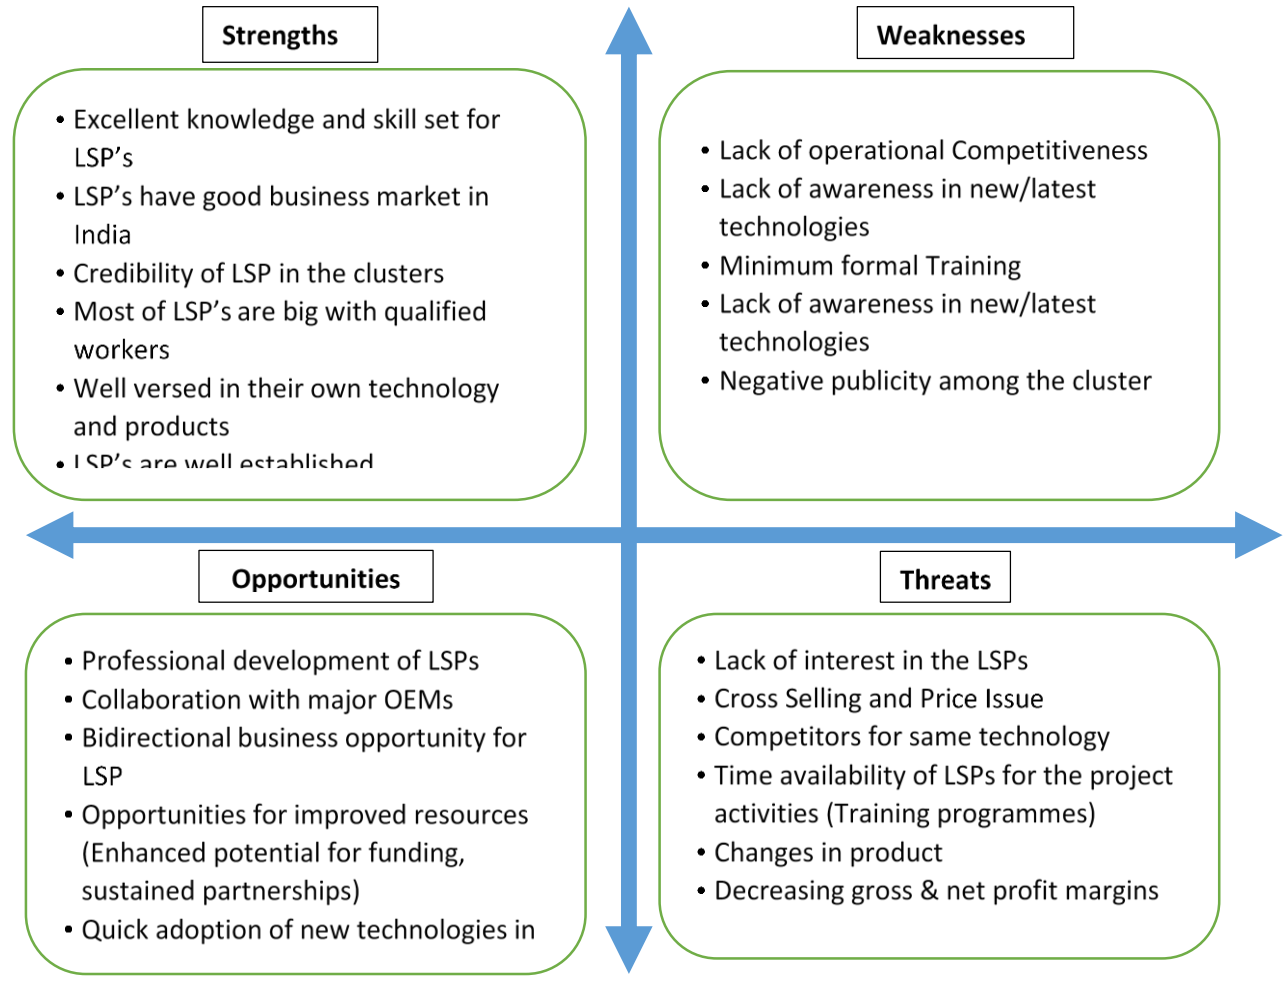 Strengths
• Excellent knowledge and skill set for
LSP's
• LSP's have good business market in
India
• Credibility of LSP in the clusters
• Most of LSP's are big with qualified
workers
• Well versed in their own technology
and products
• LSP's are well established
Weaknesses
• Lack of operational Competitiveness
• Lack of awareness in new/latest
technologies
• Minimum formal Training
• Lack of awareness in new/latest
technologies
• Negative publicity among the cluster
Opportunities
• Professional development of LSPs
• Collaboration with major OEMs
• Bidirectional business opportunity for
LSP
• Opportunities for improved resources
(Enhanced potential for funding,
sustained partnerships)
• Quick adoption of new technologies in
Threats
• Lack of interest in the LSPs
• Cross Selling and Price Issue
• Competitors for same technology
• Time availability of LSPs for the project
activities (Training programmes)
• Changes in product
• Decreasing gross & net profit margins